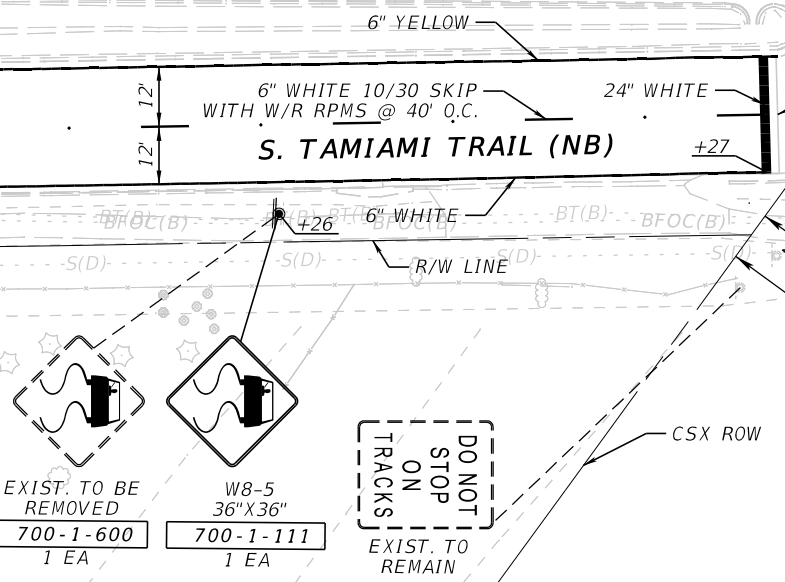 6" YELLOW
12'
6" WHITE 10/30 SKIP
WITH W/R RPMS @ 40' O.C.
24" WHITE
12'
S. TAMIAMI TRAIL (NB)
+27
BT(B)
BFOC(B)
+26
BT(B)
6" WHITE
BFOC(B)
BT(B)
BFOC(B)
S(D)
S(D)
R/W LINE
S(D)
S(D)
DO NOT
STOP
ON
TRACKS
CSX ROW
EXIST. TO BE
REMOVED
700-1-600
1 EA
W8-5
36"X36"
700-1-111
1 EA
EXIST. TO
REMAIN